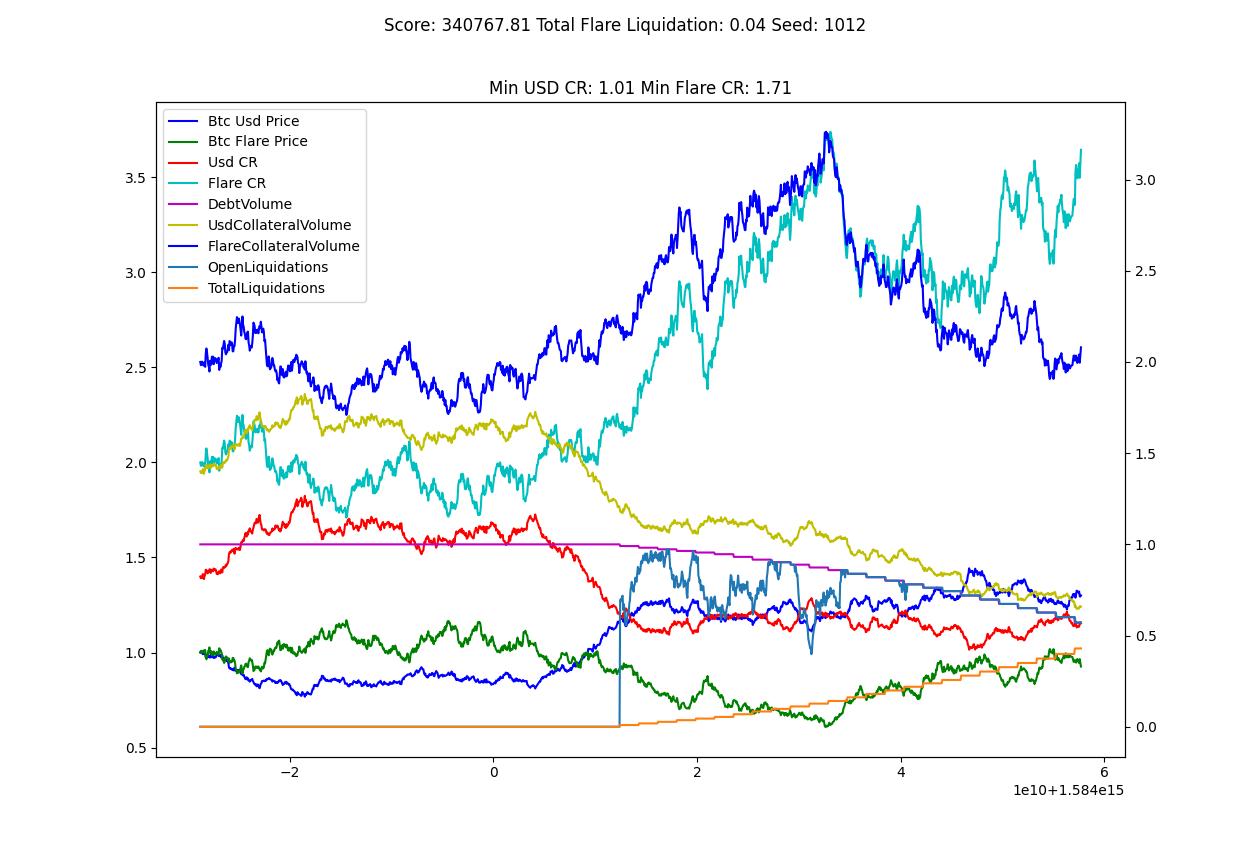 Score: 340767.81 Total Flare Liquidation: 0.04 Seed: 1012
Min USD CR: 1.01 Min Flare CR: 1.71
Btc Usd Price
Btc Flare Price
Usd CR
Flare CR
DebtVolume
UsdCollateralVolume
FlareCollateralVolume
OpenLiquidations
TotalLiquidations
3.5
3.0
2.5
2.0
1.5
1.0
0.5
3.0
2.5
2.0
1.5
1.0
0.5
0.0
−2 0 2 4 6
1e10+1.584e15